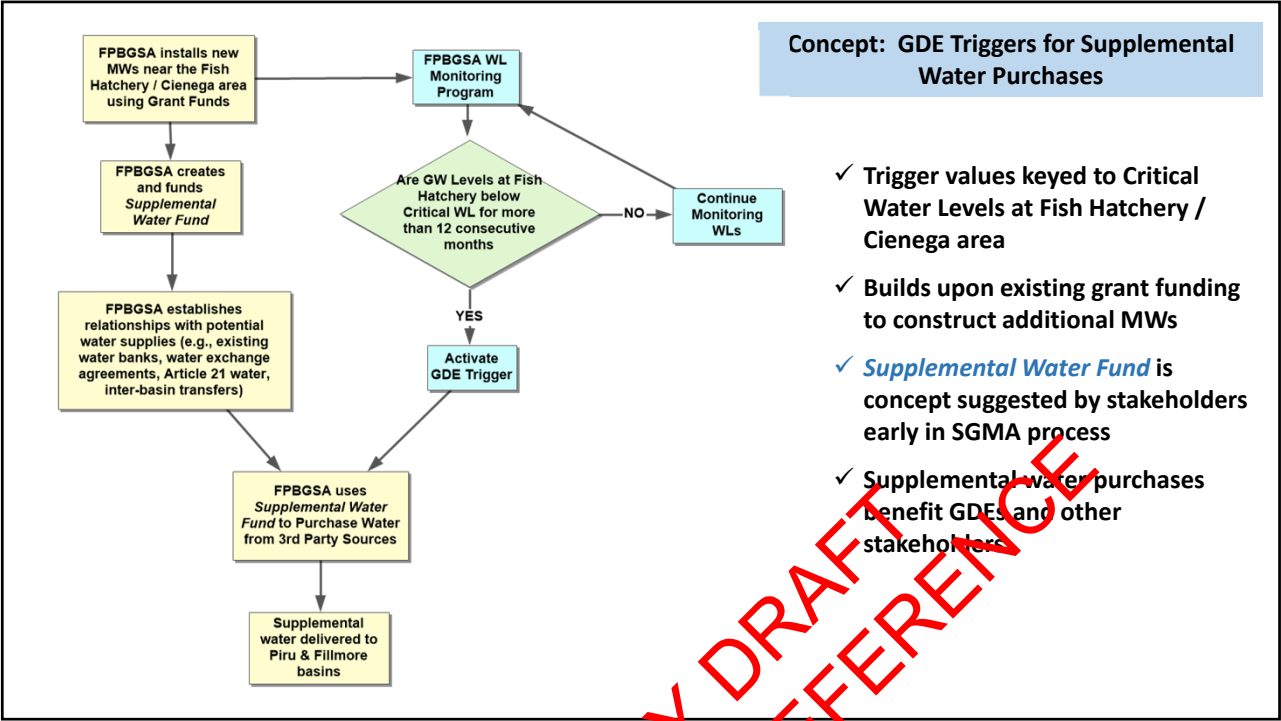 FPBGSA installs new
MWs near the Fish
Hatchery / Cienega area
using Grant Funds
FPBGSA WL
Monitoring
Program
Concept:  GDE Triggers for Supplemental
Water Purchases
FPBGSA creates
and funds
Supplemental
Water Fund
Are GW Levels at Fish
Hatchery below
Critical WL for more
than 12 consecutive
months
NO
Continue
Monitoring
WLs
YES
FPBGSA establishes
relationships with potential
water supplies (e.g., existing
water banks, water exchange
agreements, Article 21 water,
inter-basin transfers)
Activate
GDE Trigger
FPBGSA uses
Supplemental Water
Fund to Purchase Water
from 3rd Party Sources
Supplemental
water delivered to
Piru & Fillmore
basins
✓ Trigger values keyed to Critical
Water Levels at Fish Hatchery /
Cienega area
✓ Builds upon existing grant funding
to construct additional MWs
✓ Supplemental Water Fund is
concept suggested by stakeholders
early in SGMA process
✓ Supplemental water purchases
benefit GDEs and other
stakeholders
Y DRAFT
FERENCE